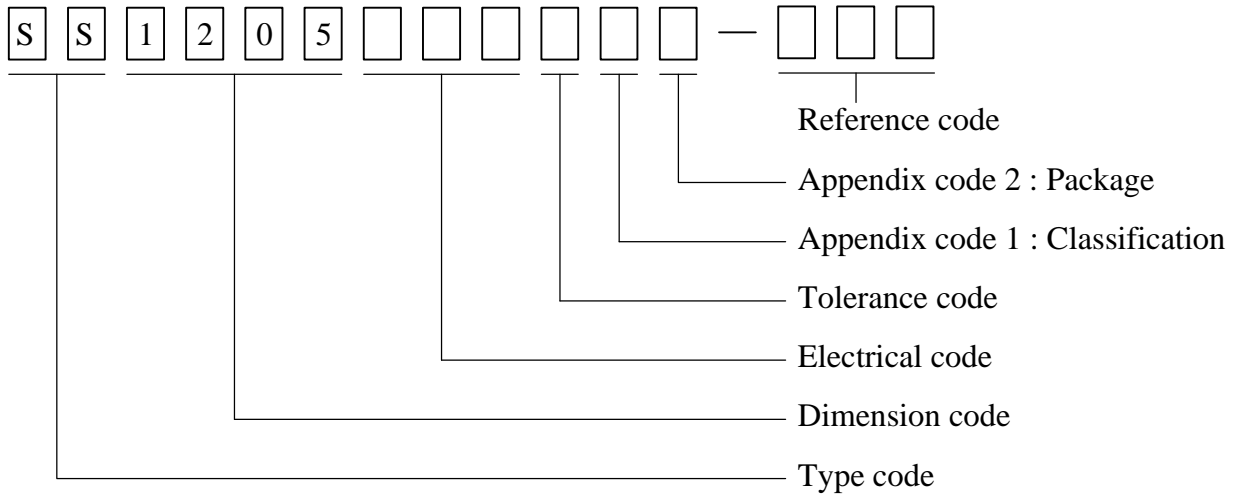 S S 1 2 0 5 —
Reference code
Appendix code 2 : Package
Appendix code 1 : Classification
Tolerance code
Electrical code
Dimension code
Type code